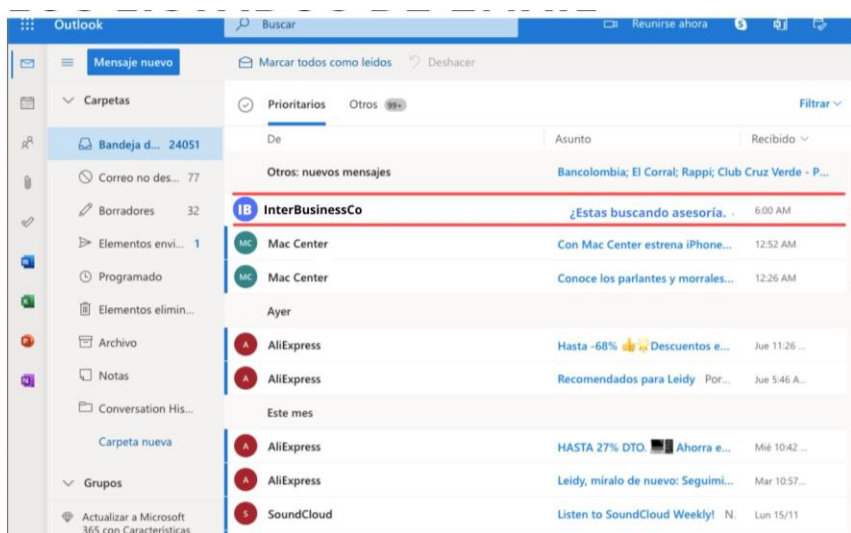 Outlook
Buscar
Reunirse ahora
Mensaje nuevo
Marcar todos como leídos
Deshacer
Carpetas
Prioritarios
Otros 99+
Filtrar
De
Asunto
Recibido
Bandeja d... 24051
Otros: nuevos mensajes
Bancolombia; El Corral; Rappi; Club Cruz Verde - P...
Correo no des... 77
IB InterBusinessCo ¿Estas buscando asesoría. . 6:00 AM
Borradores 32
Elementos envi... 1
MC Mac Center Con Mac Center estrena iPhone... 12:52 AM
Programado
MC Mac Center Conoce los parlantes y morrales... 12:26 AM
Elementos elimin...
Ayer
Archivo
A AliExpress Hasta -68% 👍🌟Descuentos e... Jue 11:26 ...
Notas
A AliExpress Recomendados para Leidy Por... Jue 5:46 A...
Conversation His...
Este mes
Carpeta nueva
A AliExpress HASTA 27% DTO. Ahorra e... Mié 10:42 ...
Grupos
A AliExpress Leidy, míralo de nuevo: Seguimi... Mar 10:57...
Actualizar a Microsoft
365 con Características
S SoundCloud Listen to SoundCloud Weekly! N. Lun 15/11